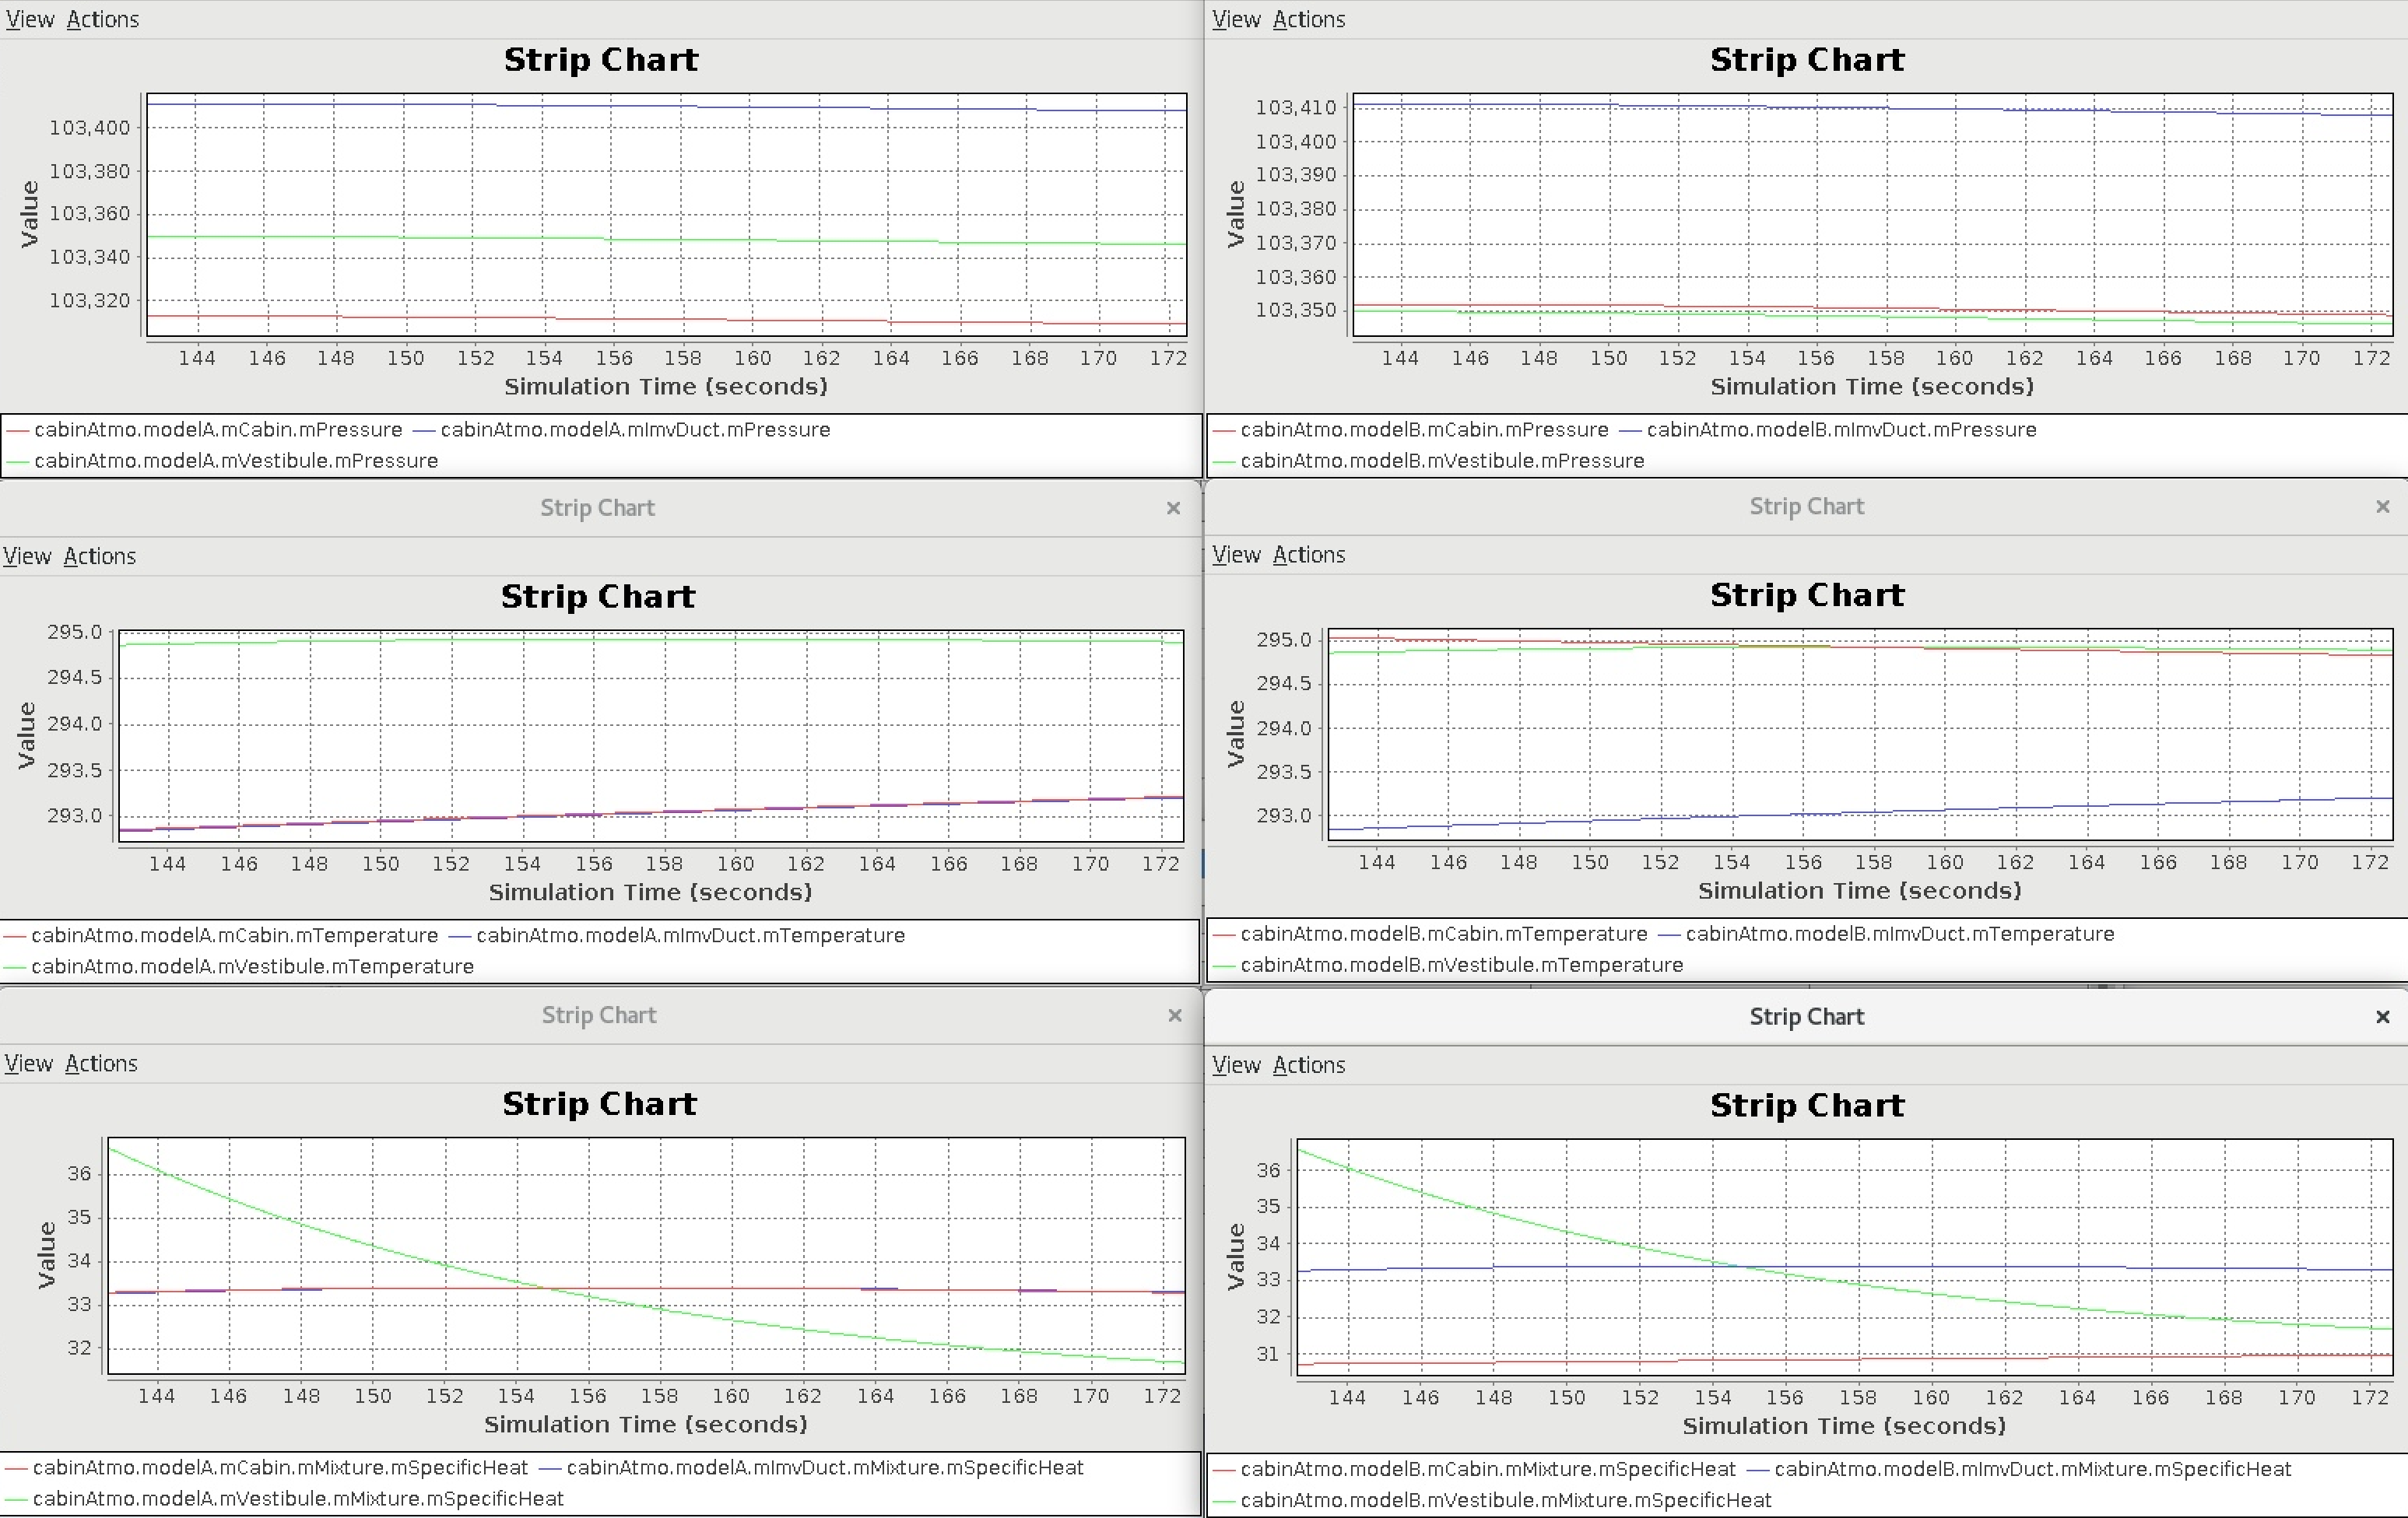 View Actions
Strip Chart
103,400
103,380
103,360
103,340
103,320
Value
144 146 148 150 152 154 156 158 160 162 164 166 168 170 172
Simulation Time (seconds)
cabinAtmo.modelA.mCabin.mPressure cabinAtmo.modelA.mImvDuct.mPressure
cabinAtmo.modelA.mVestibule.mPressure
View Actions
Strip Chart
103,410
103,400
103,390
103,380
103,370
103,360
103,350
Value
144 146 148 150 152 154 156 158 160 162 164 166 168 170 172
Simulation Time (seconds)
cabinAtmo.modelB.mCabin.mPressure cabinAtmo.modelB.mImvDuct.mPressure
cabinAtmo.modelB.mVestibule.mPressure
Strip Chart ×
View Actions
Strip Chart
295.0
294.5
294.0
293.5
293.0
Value
144 146 148 150 152 154 156 158 160 162 164 166 168 170 172
Simulation Time (seconds)
cabinAtmo.modelA.mCabin.mTemperature cabinAtmo.modelA.mImvDuct.mTemperature
cabinAtmo.modelA.mVestibule.mTemperature
Strip Chart ×
View Actions
Strip Chart
295.0
294.5
294.0
293.5
293.0
Value
144 146 148 150 152 154 156 158 160 162 164 166 168 170 172
Simulation Time (seconds)
cabinAtmo.modelB.mCabin.mTemperature cabinAtmo.modelB.mImvDuct.mTemperature
cabinAtmo.modelB.mVestibule.mTemperature
Strip Chart ×
View Actions
Strip Chart
36
35
34
33
32
Value
144 146 148 150 152 154 156 158 160 162 164 166 168 170 172
Simulation Time (seconds)
cabinAtmo.modelA.mCabin.mMixture.mSpecificHeat cabinAtmo.modelA.mImvDuct.mMixture.mSpecificHeat
cabinAtmo.modelA.mVestibule.mMixture.mSpecificHeat
Strip Chart ×
View Actions
Strip Chart
36
35
34
33
32
31
Value
144 146 148 150 152 154 156 158 160 162 164 166 168 170 172
Simulation Time (seconds)
cabinAtmo.modelB.mCabin.mMixture.mSpecificHeat cabinAtmo.modelB.mImvDuct.mMixture.mSpecificHeat
cabinAtmo.modelB.mVestibule.mMixture.mSpecificHeat